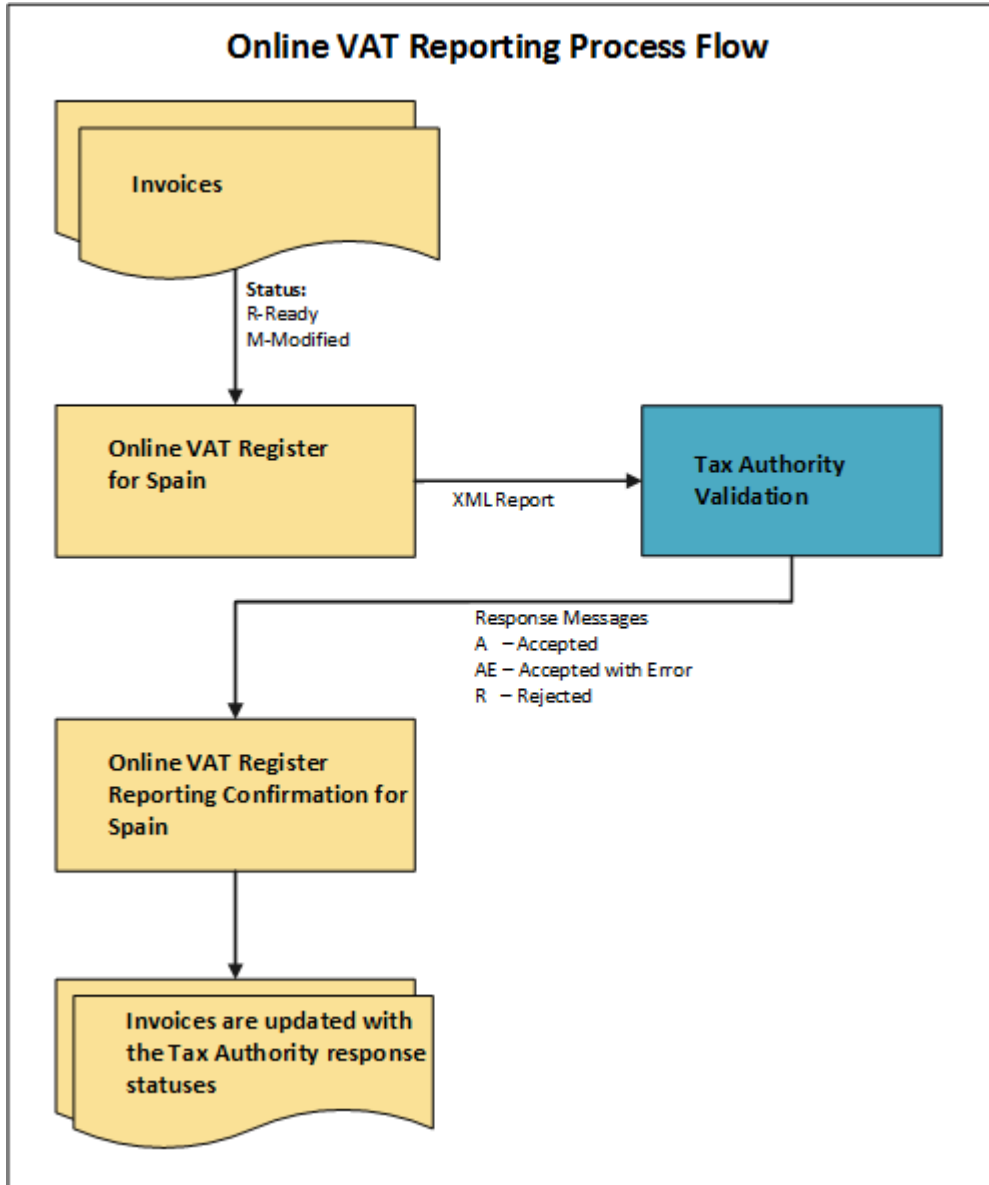 Online VAT Reporting Process Flow
Invoices
Status:
R-Ready
M-Modified
Online VAT Register
for Spain
XML Report
Tax Authority
Validation
Response Messages
A – Accepted
AE – Accepted with Error
R – Rejected
Online VAT Register
Reporting Confirmation for
Spain
Invoices are updated with
the Tax Authority response
statuses